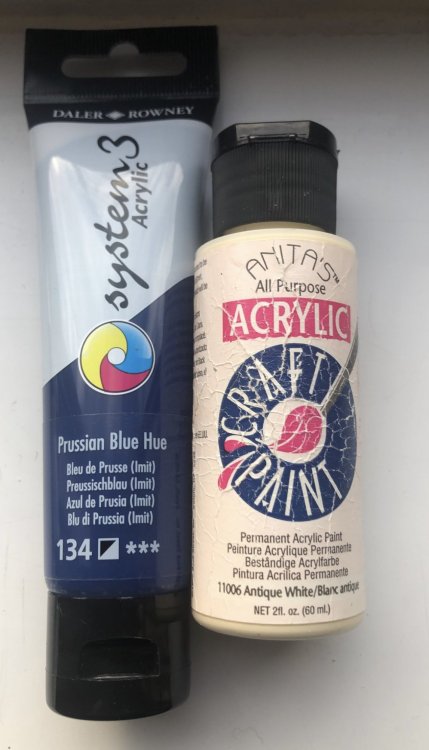 DALER ROWNEY
system3
Acrylic
Prussian Blue Hue
Bleu de Prusse (Imit)
Preussischblau (Imit)
Azul de Prusia (Imit)
Blu di Prussia (Imit)
134 ***
ANITA'S™
All Purpose
ACRYLIC
CRAFT
PAINT
Permanent Acrylic Paint
Peinture Acrylique Permanente
Beständige Acrylfarbe
Pintura Acrilica Permanente
11006 Antique White/Blanc antique
NET 2fl. oz. (60 ml.)